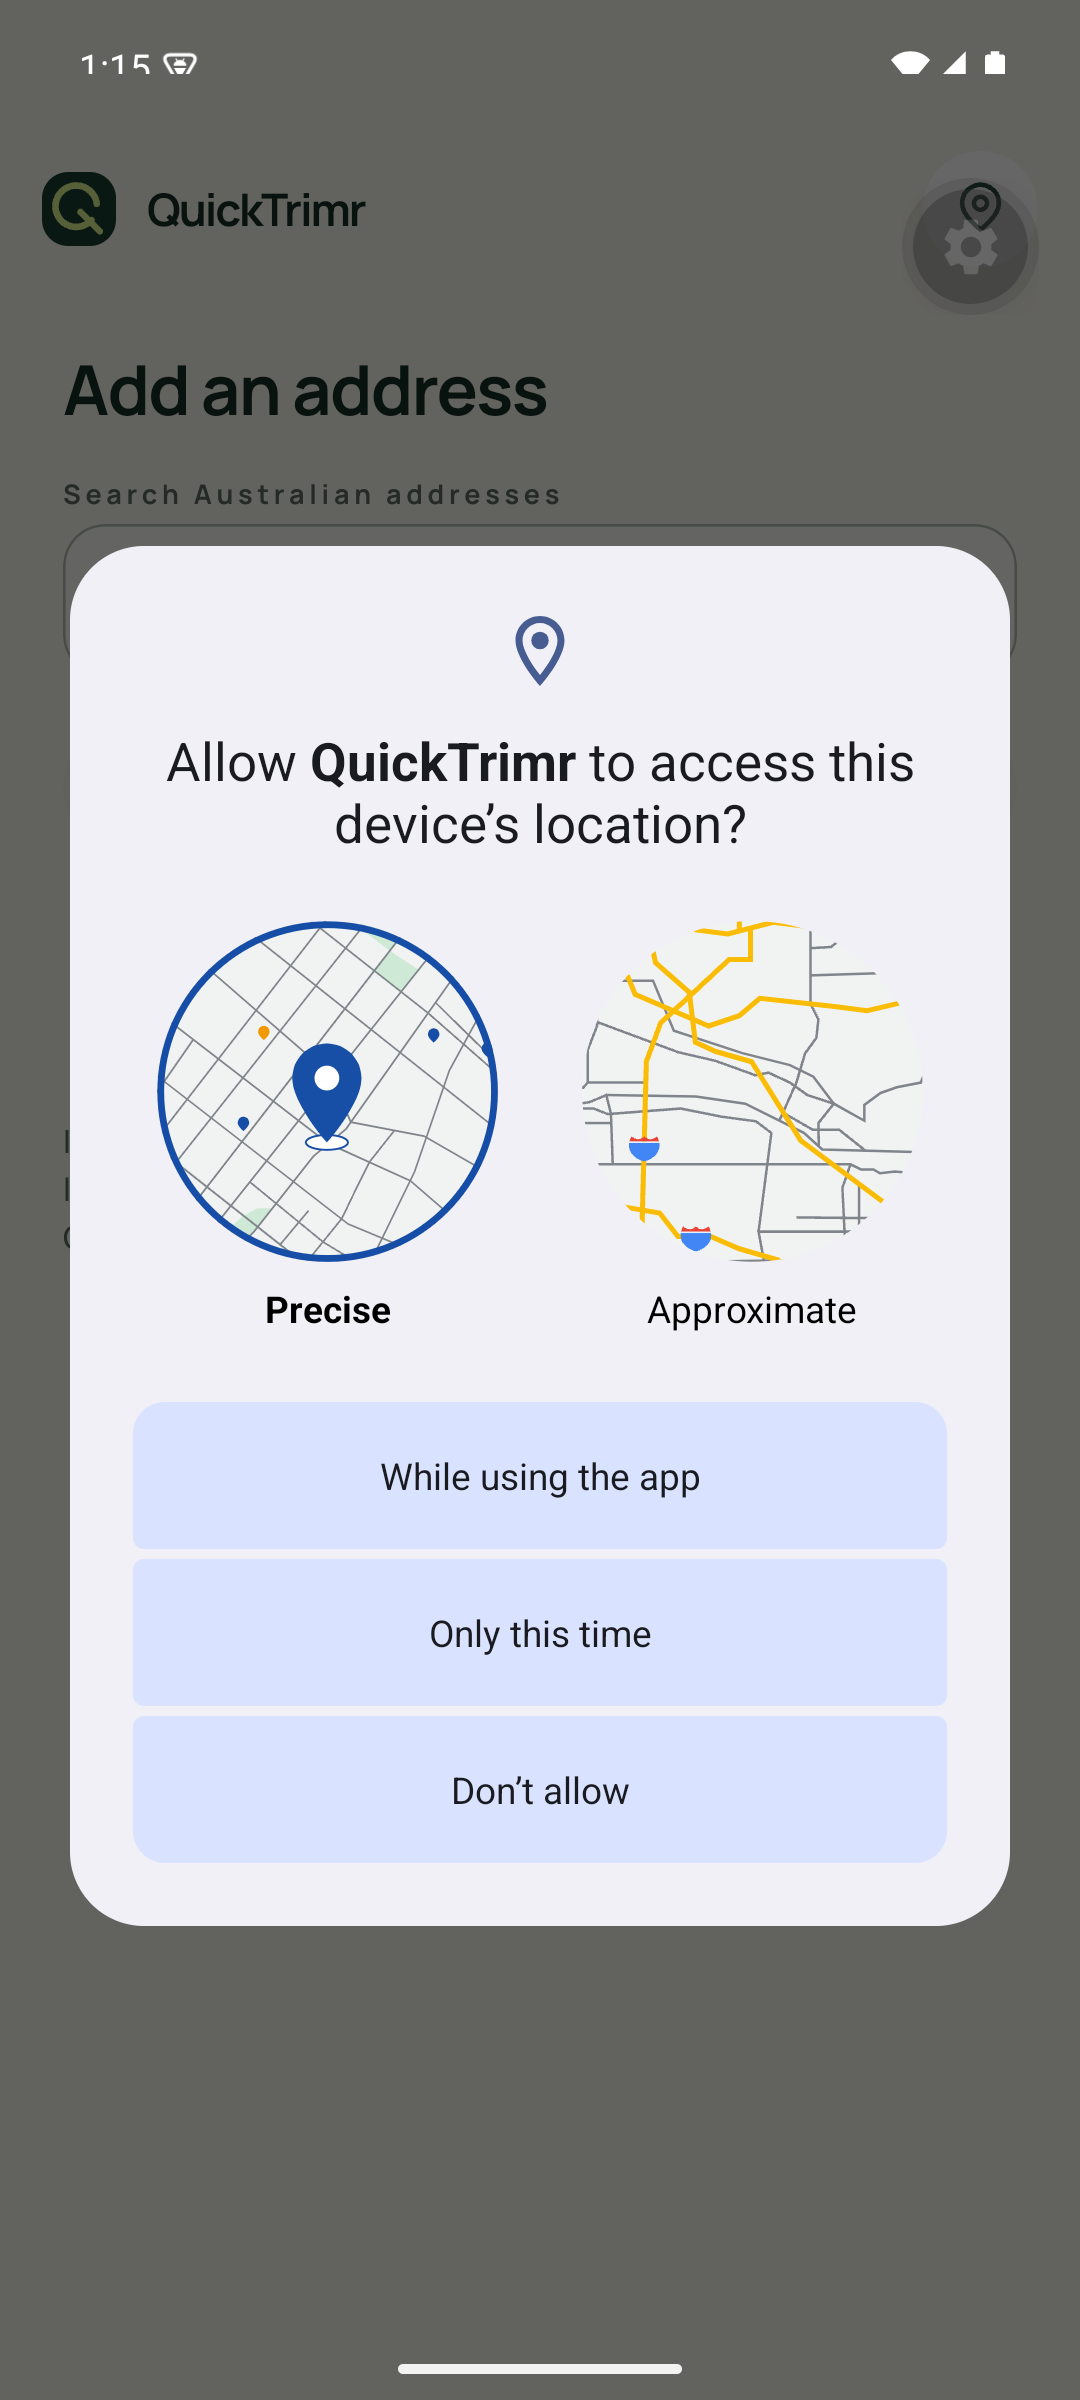 1:15
QuickTrimr
Add an address
Search Australian addresses
Allow QuickTrimr to access this
device’s location?
Precise
Approximate
While using the app
Only this time
Don’t allow